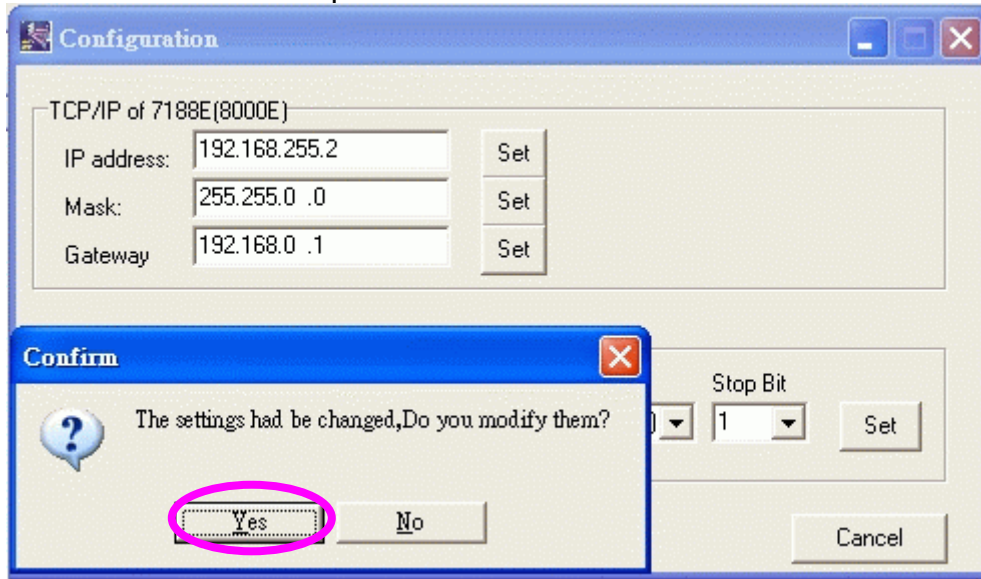 Configuration
TCP/IP of 7188E(8000E)
IP address: 192.168.255.2 Set
Mask: 255.255.0 .0 Set
Gateway 192.168.0 .1 Set
Confirm
The settings had be changed,Do you modify them?
Yes No
Stop Bit
1 Set
Cancel